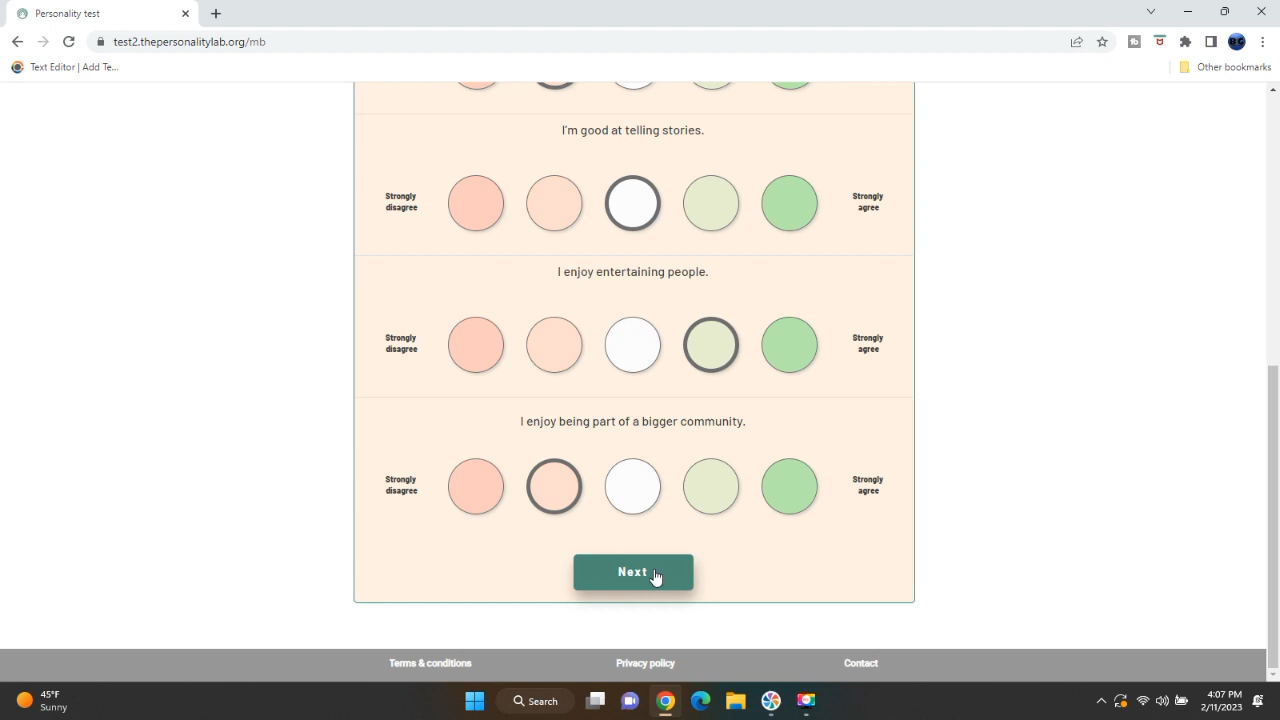 Personality test
test2.thepersonalitylab.org/mb
Text Editor | Add Te...
Other bookmarks
I'm good at telling stories.
Strongly
disagree
Strongly
agree
I enjoy entertaining people.
Strongly
disagree
Strongly
agree
I enjoy being part of a bigger community.
Strongly
disagree
Strongly
agree
Next
Terms & conditions
Privacy policy
Contact
45°F
Sunny
Search
4:07 PM
2/11/2023